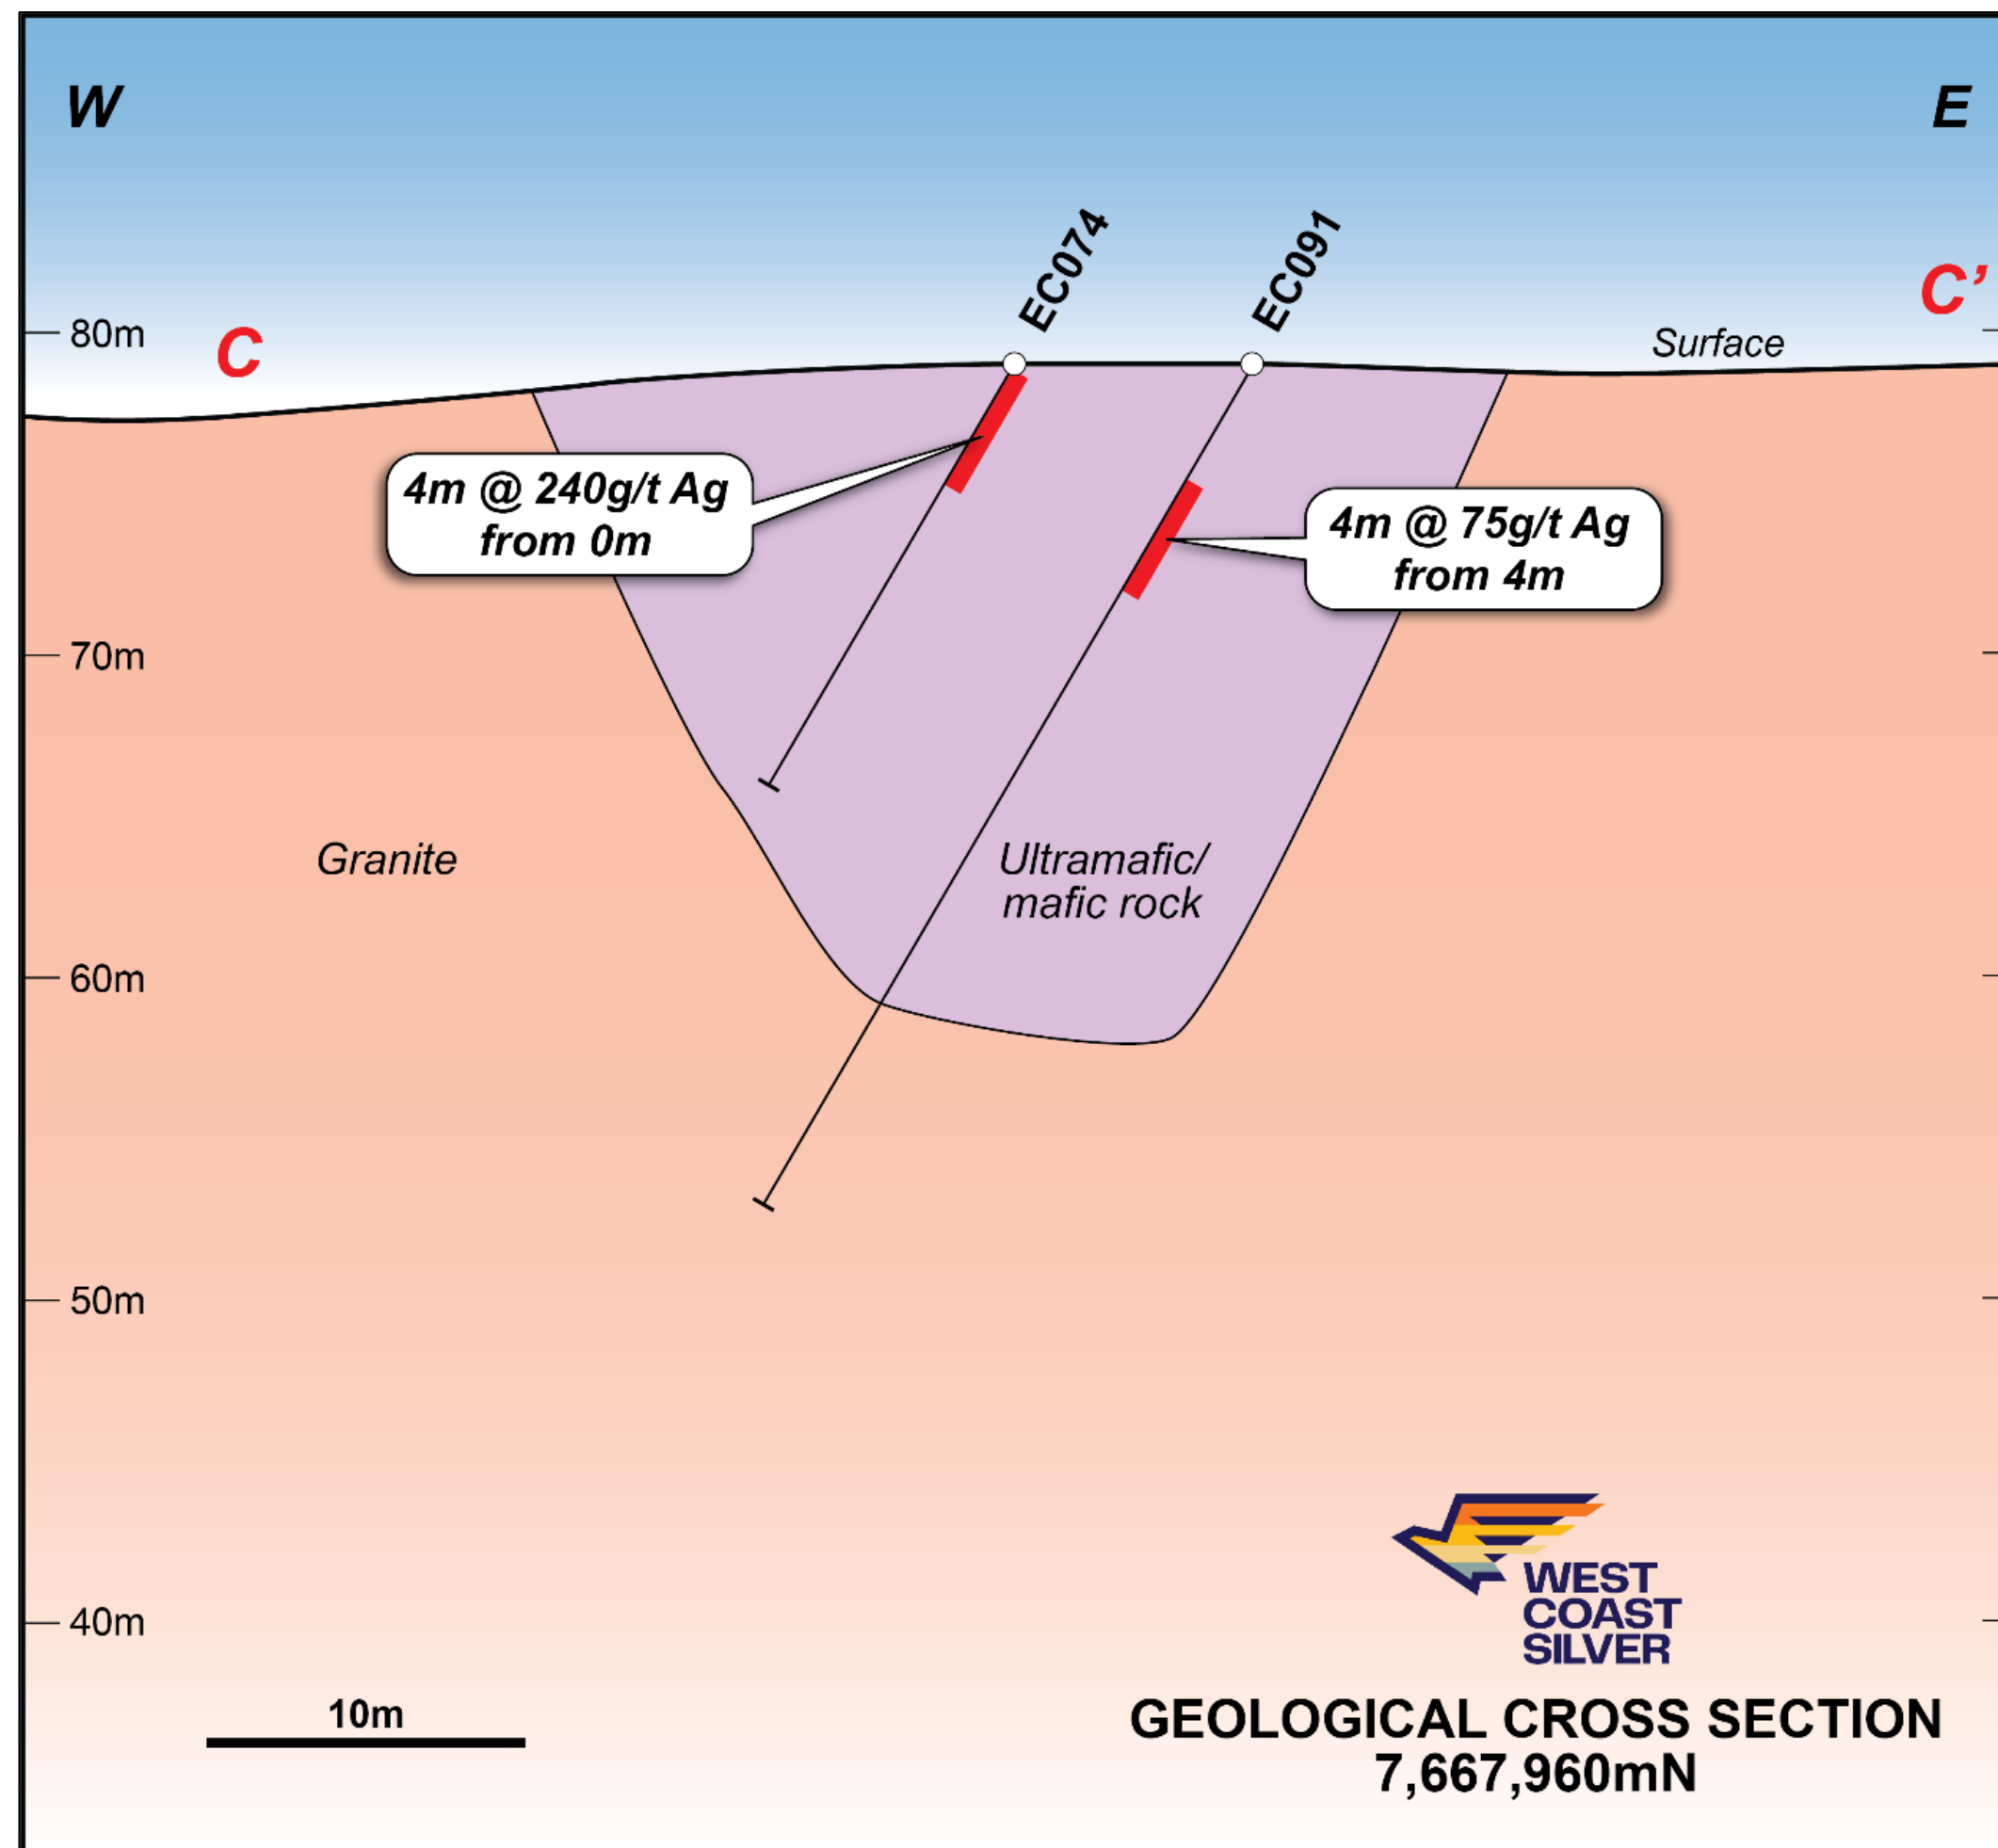 W
E
EC074
EC091
C
C’
80m
Surface
4m @ 240g/t Ag
from 0m
4m @ 75g/t Ag
from 4m
70m
Granite
Ultramafic/
mafic rock
60m
50m
40m
WEST
COAST
SILVER
10m
GEOLOGICAL CROSS SECTION
7,667,960mN